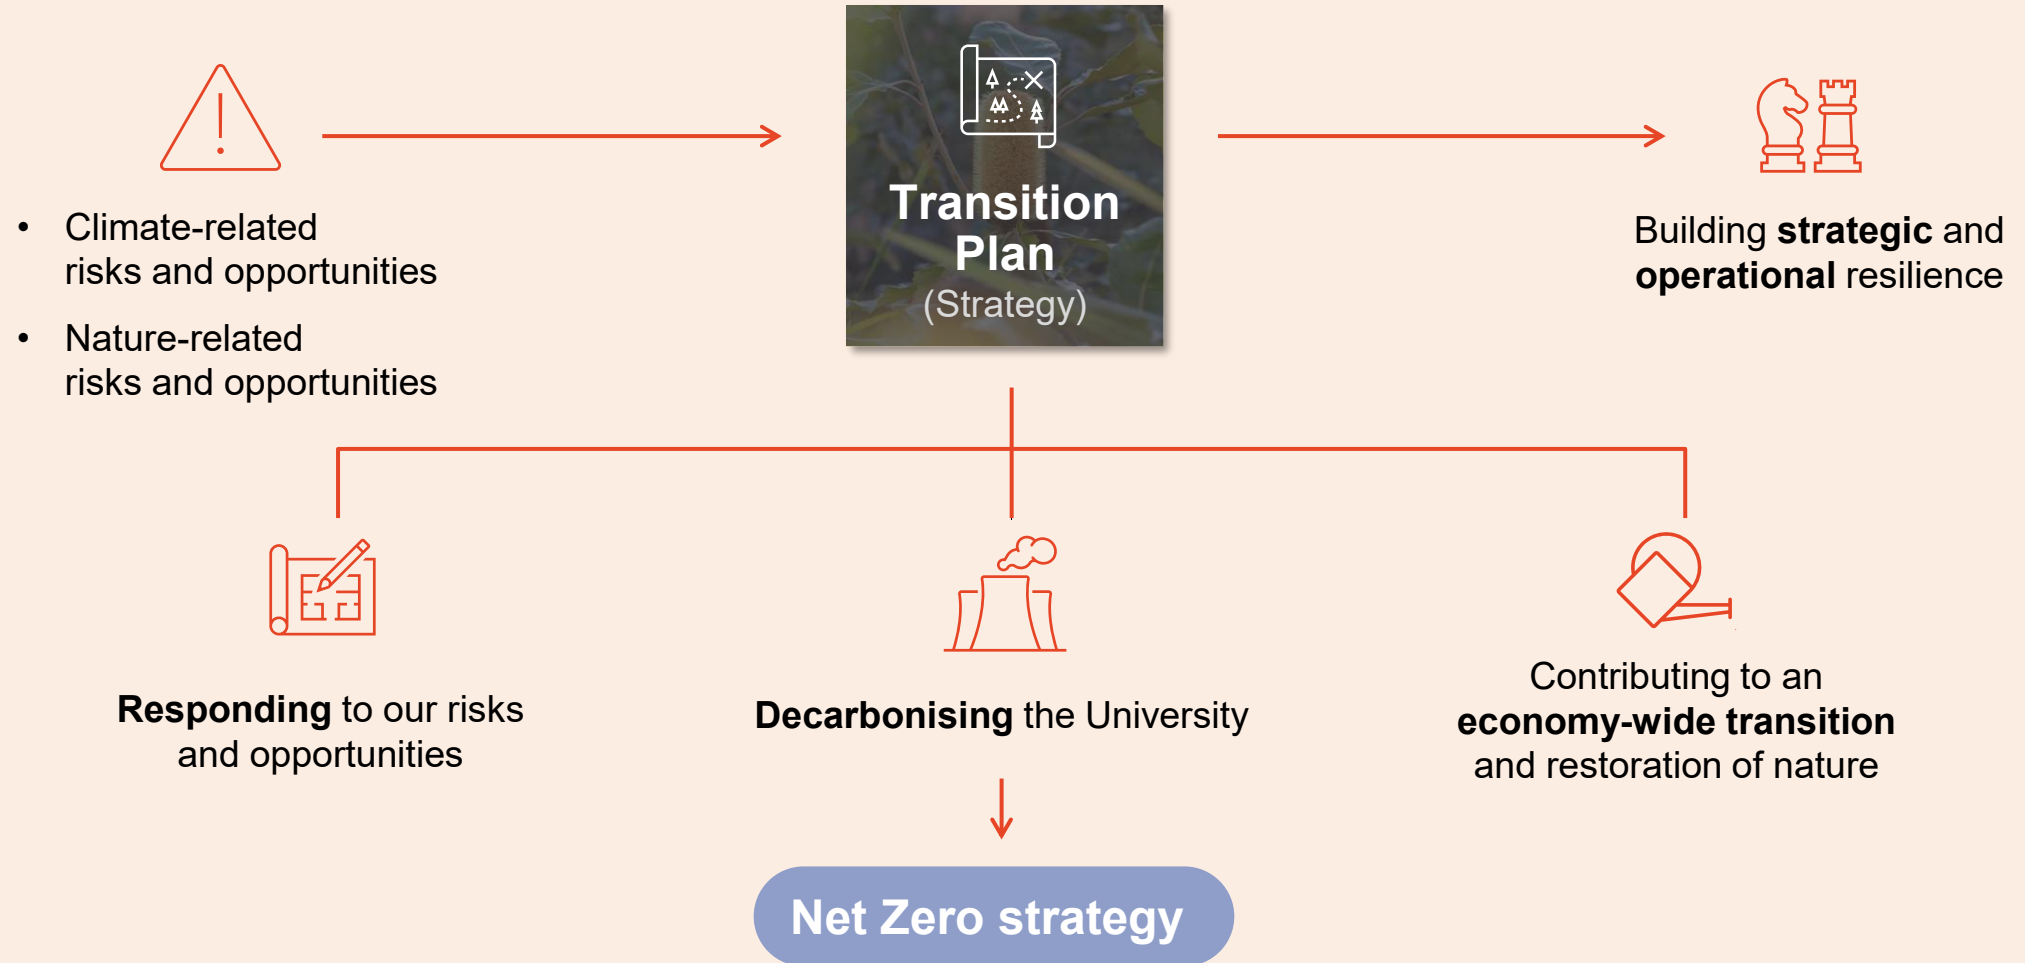 Transition
Plan
(Strategy)
• Climate-related
risks and opportunities
• Nature-related
risks and opportunities
Building strategic and
operational resilience
Responding to our risks
and opportunities
Decarbonising the University
Contributing to an
economy-wide transition
and restoration of nature
Net Zero strategy